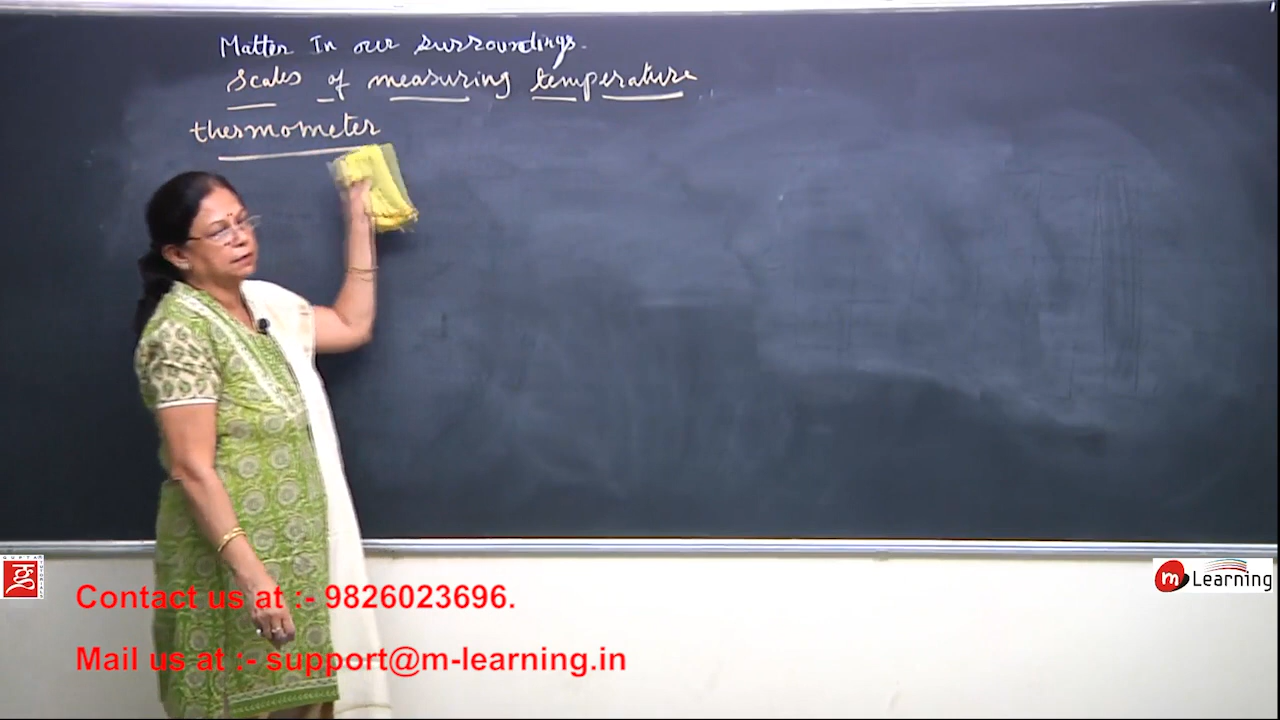 Matter In our surroundings.
Scales of measuring temperature
thermometer
m Learning
Contact us at :- 9826023696.
Mail us at :- support@m-learning.in